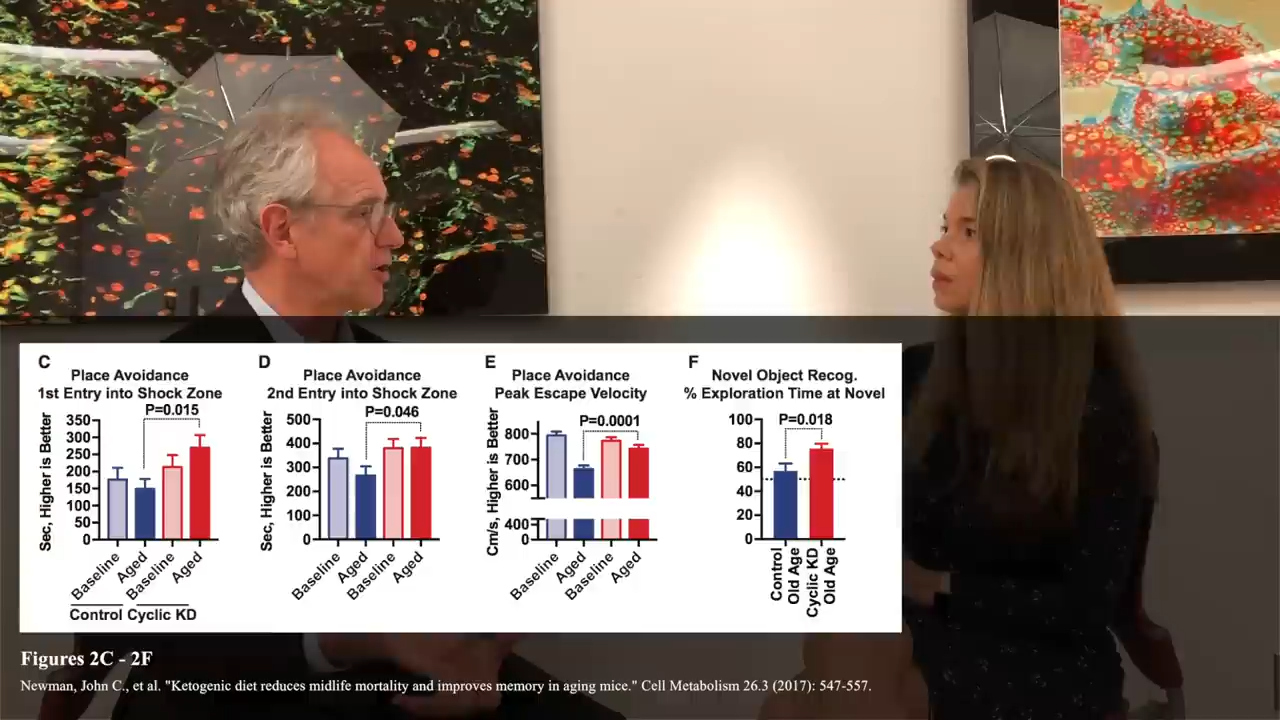 C
Place Avoidance
1st Entry into Shock Zone
P=0.015
Sec, Higher is Better
350
300
250
200
150
100
50
0
Baseline
Aged
Baseline
Aged
Control Cyclic KD
D
Place Avoidance
2nd Entry into Shock Zone
P=0.046
Sec, Higher is Better
500
400
300
200
100
0
Baseline
Aged
Baseline
Aged
E
Place Avoidance
Peak Escape Velocity
P=0.0001
Cm/s, Higher is Better
800
700
600
400
0
Baseline
Aged
Baseline
Aged
F
Novel Object Recog.
% Exploration Time at Novel
P=0.018
100
80
60
40
20
0
Control
Old Age
Cyclic KD
Old Age
Figures 2C - 2F
Newman, John C., et al. "Ketogenic diet reduces midlife mortality and improves memory in aging mice." Cell Metabolism 26.3 (2017): 547-557.